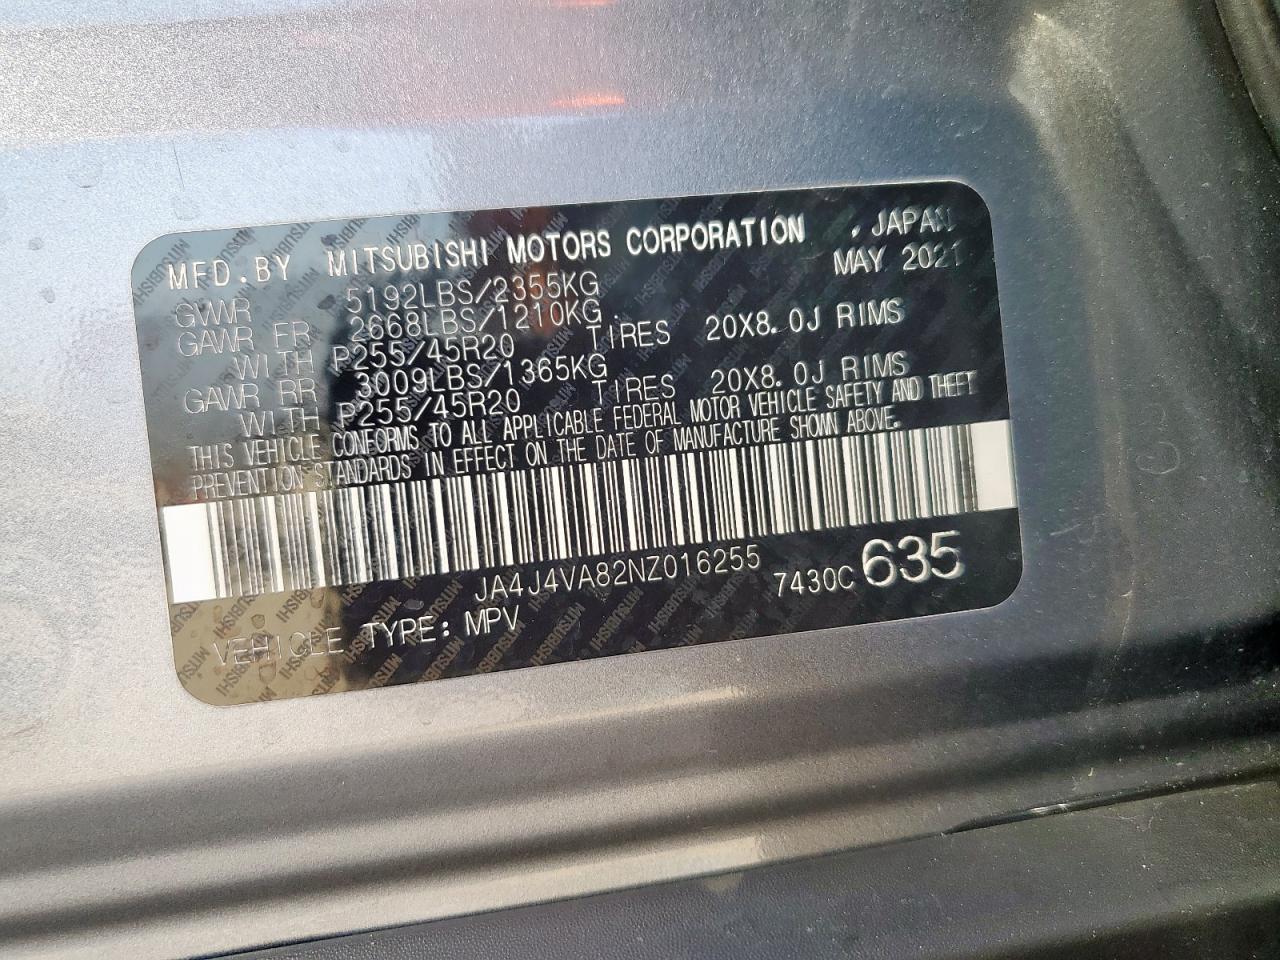 MFD.BY MITSUBISHI MOTORS CORPORATION , JAPAN
MAY 2021
GVWR 5192LBS/2355KG
GAWR FR 2668LBS/1210KG
WITH P255/45R20 TIRES 20X8.0J RIMS
GAWR RR 3009LBS/1365KG
WITH P255/45R20 TIRES 20X8.0J RIMS
THIS VEHICLE CONFORMS TO ALL APPLICABLE FEDERAL MOTOR VEHICLE SAFETY AND THEFT
PREVENTION STANDARDS IN EFFECT ON THE DATE OF MANUFACTURE SHOWN ABOVE.
JA4J4VA82NZ016255 7430C 635
VEHICLE TYPE: MPV